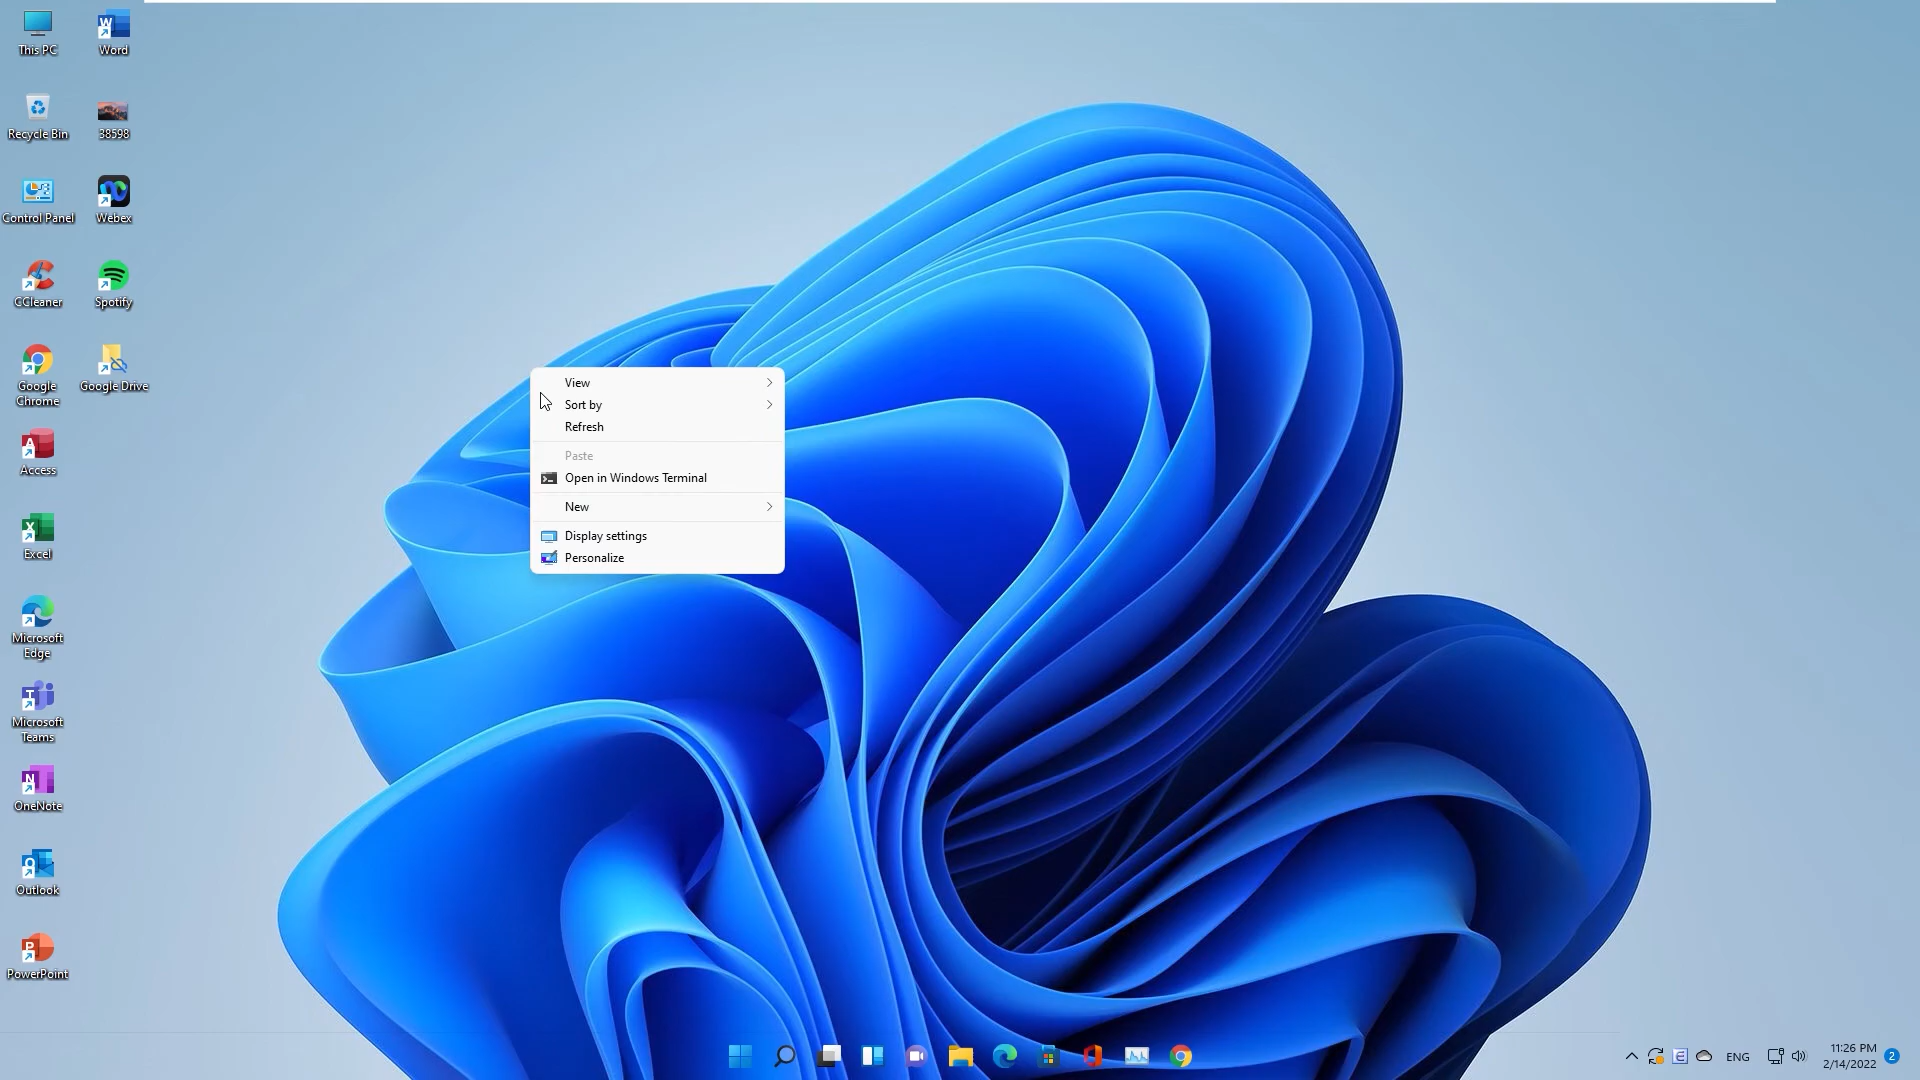 This PC
Word
Recycle Bin
38598
Control Panel
Webex
CCleaner
Spotify
Google
Chrome
Google Drive
Access
Excel
Microsoft
Edge
Microsoft
Teams
OneNote
Outlook
PowerPoint
View
Sort by
Refresh
Paste
Open in Windows Terminal
New
Display settings
Personalize
ENG
11:26 PM
2/14/2022
2